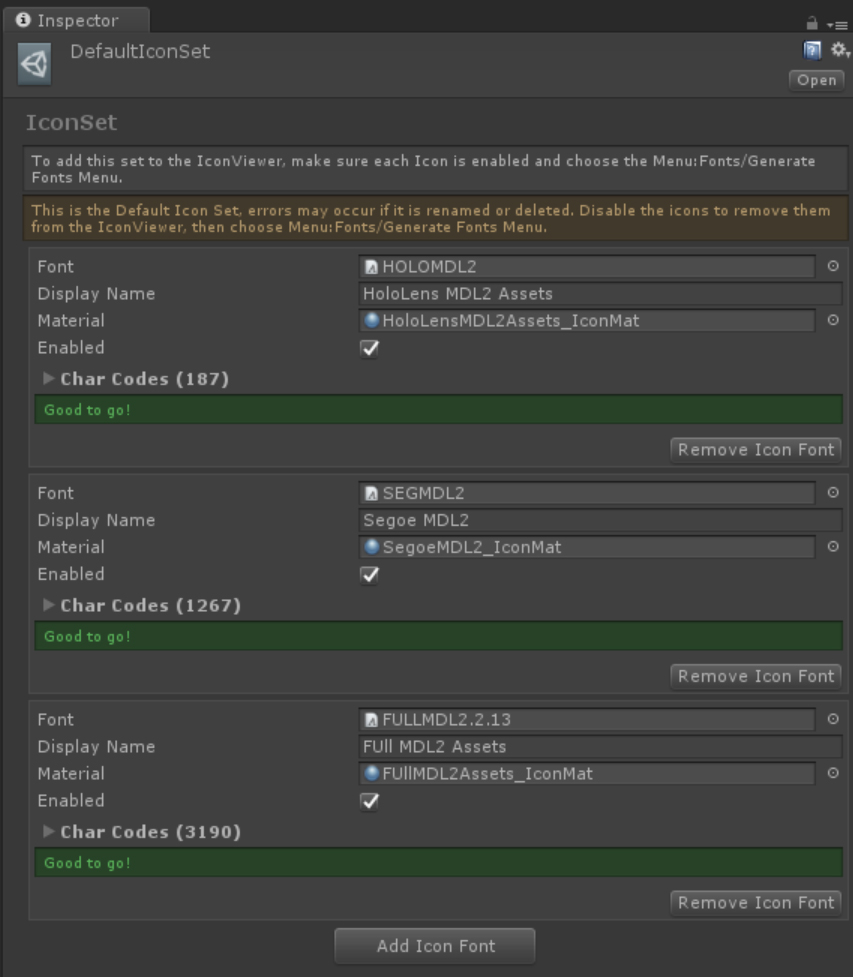 Inspector
DefaultIconSet
Open
IconSet
To add this set to the IconViewer, make sure each Icon is enabled and choose the Menu:Fonts/Generate
Fonts Menu.
This is the Default Icon Set, errors may occur if it is renamed or deleted. Disable the icons to remove them
from the IconViewer, then choose Menu:Fonts/Generate Fonts Menu.
Font HOLOMDL2
Display Name HoloLens MDL2 Assets
Material HoloLensMDL2Assets_IconMat
Enabled
Char Codes (187)
Good to go!
Remove Icon Font
Font SEGMDL2
Display Name Segoe MDL2
Material SegoeMDL2_IconMat
Enabled
Char Codes (1267)
Good to go!
Remove Icon Font
Font FULLMDL2.2.13
Display Name FUll MDL2 Assets
Material FUllMDL2Assets_IconMat
Enabled
Char Codes (3190)
Good to go!
Remove Icon Font
Add Icon Font